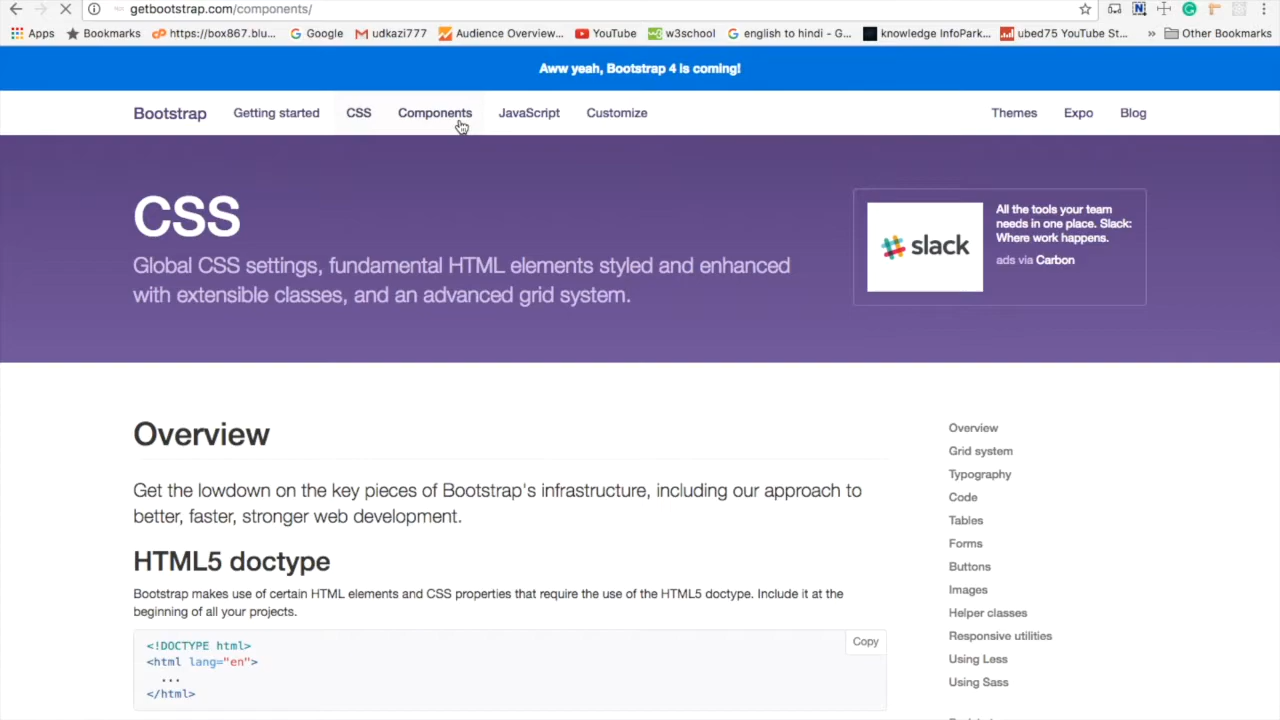 getbootstrap.com/components/
Apps Bookmarks https://box867.blu... Google udkazi777 Audience Overview... YouTube w3school english to hindi - G... knowledge InfoPark... ubed75 YouTube St... » Other Bookmarks
Aww yeah, Bootstrap 4 is coming!
Bootstrap Getting started CSS Components JavaScript Customize Themes Expo Blog
CSS
Global CSS settings, fundamental HTML elements styled and enhanced
with extensible classes, and an advanced grid system.
slack
All the tools your team
needs in one place. Slack:
Where work happens.
ads via Carbon
Overview
Get the lowdown on the key pieces of Bootstrap's infrastructure, including our approach to
better, faster, stronger web development.
HTML5 doctype
Bootstrap makes use of certain HTML elements and CSS properties that require the use of the HTML5 doctype. Include it at the
beginning of all your projects.
Copy
<!DOCTYPE html>
<html lang="en">
...
</html>
Overview
Grid system
Typography
Code
Tables
Forms
Buttons
Images
Helper classes
Responsive utilities
Using Less
Using Sass